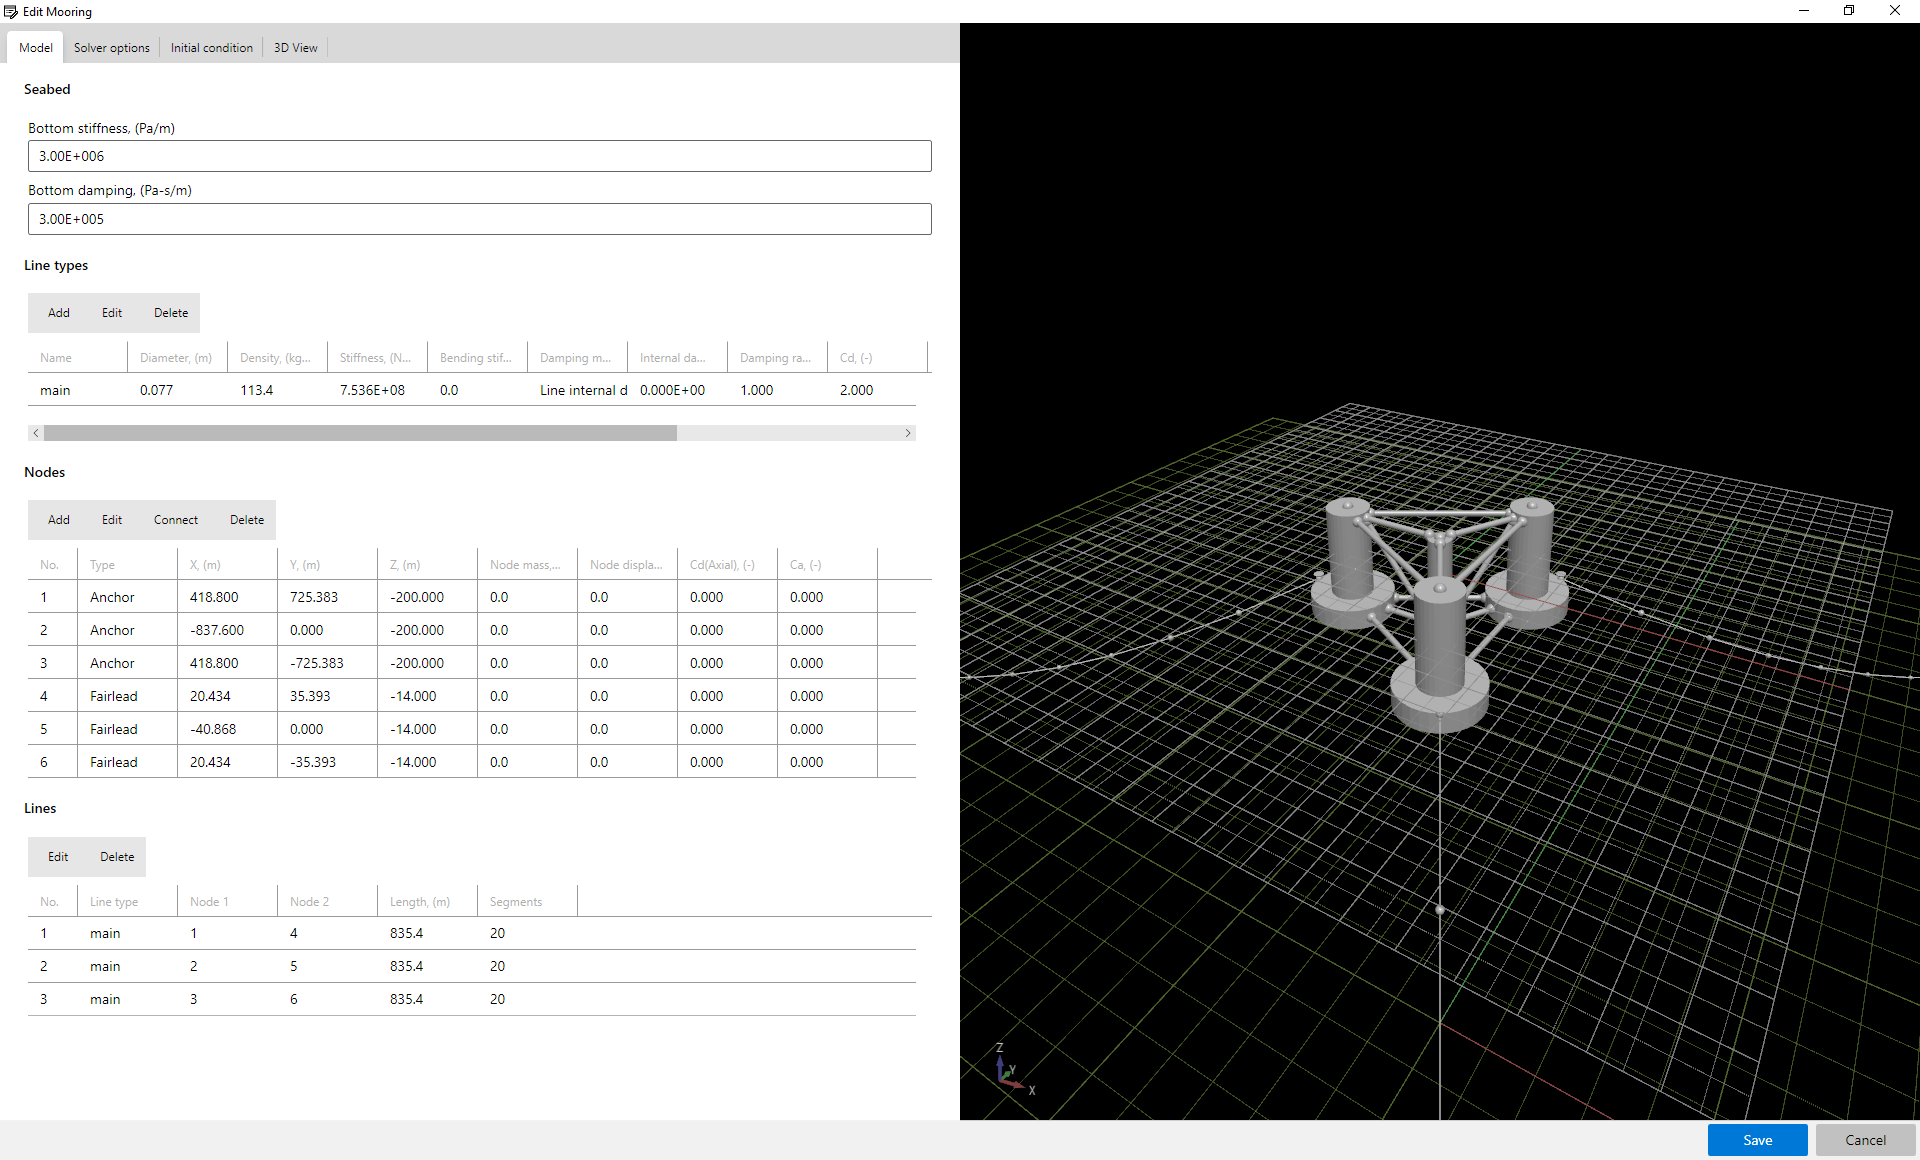 Edit Mooring
Model Solver options Initial condition 3D View
Seabed
Bottom stiffness, (Pa/m)
3.00E+006
Bottom damping, (Pa-s/m)
3.00E+005
Line types
Add Edit Delete
Name Diameter, (m) Density, (kg... Stiffness, (N... Bending stif... Damping m... Internal da... Damping ra... Cd, (-)
main 0.077 113.4 7.536E+08 0.0 Line internal d 0.000E+00 1.000 2.000
Nodes
Add Edit Connect Delete
No. Type X, (m) Y, (m) Z, (m) Node mass,... Node displa... Cd(Axial), (-) Ca, (-)
1 Anchor 418.800 725.383 -200.000 0.0 0.0 0.000 0.000
2 Anchor -837.600 0.000 -200.000 0.0 0.0 0.000 0.000
3 Anchor 418.800 -725.383 -200.000 0.0 0.0 0.000 0.000
4 Fairlead 20.434 35.393 -14.000 0.0 0.0 0.000 0.000
5 Fairlead -40.868 0.000 -14.000 0.0 0.0 0.000 0.000
6 Fairlead 20.434 -35.393 -14.000 0.0 0.0 0.000 0.000
Lines
Edit Delete
No. Line type Node 1 Node 2 Length, (m) Segments
1 main 1 4 835.4 20
2 main 2 5 835.4 20
3 main 3 6 835.4 20
Z
Y
X
Save Cancel